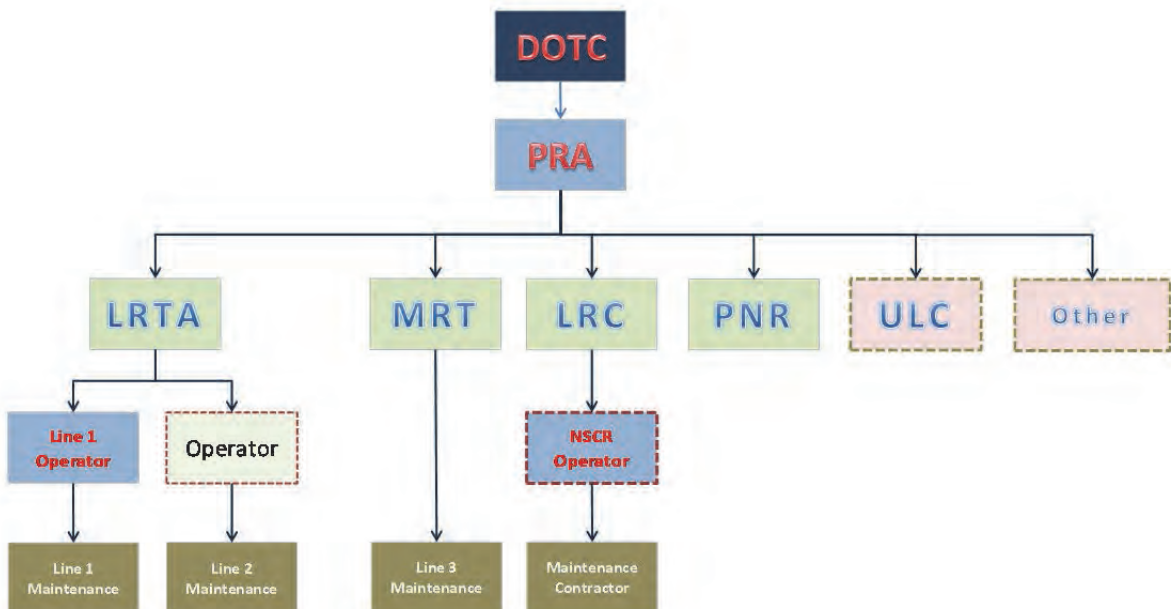 DOTC
PRA
LRTA
MRT
LRC
PNR
ULC
Other
Line 1
Operator
Operator
NSCR
Operator
Line 1
Maintenance
Line 2
Maintenance
Line 3
Maintenance
Maintenance
Contractor